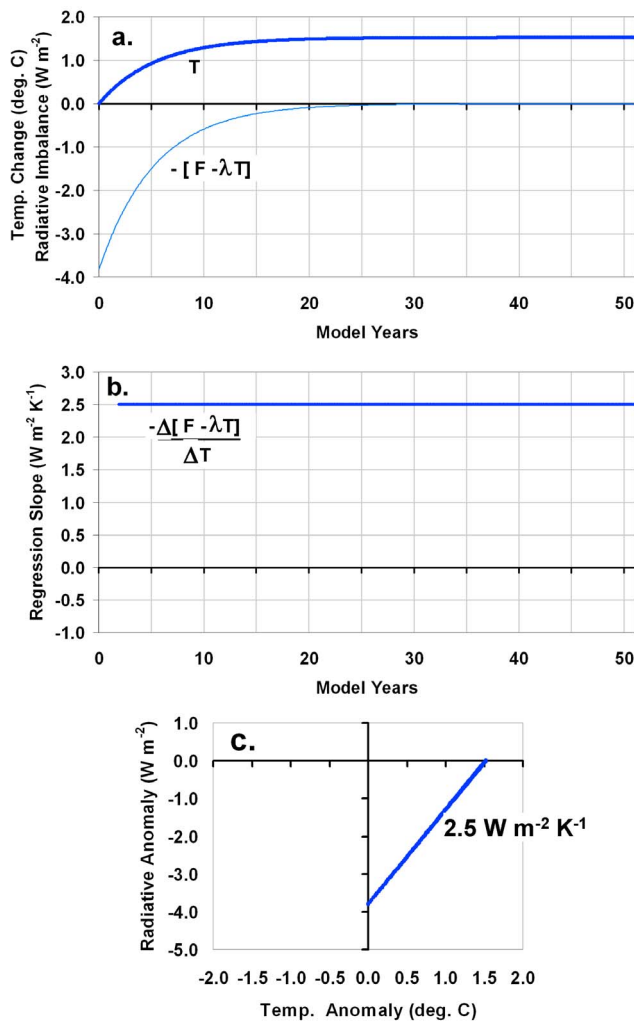 a.
Temp. Change (deg. C)
Radiative Imbalance (W m⁻²)
2.0
1.0
0.0
-1.0
-2.0
-3.0
-4.0
T
- [ F -λT]
0 10 20 30 40 50
Model Years
b.
Regression Slope (W m⁻² K⁻¹)
3.0
2.5
2.0
1.5
1.0
0.5
0.0
-0.5
-1.0
-Δ[ F -λT]
ΔT
0 10 20 30 40 50
Model Years
c.
Radiative Anomaly (W m⁻²)
1.0
0.0
-1.0
-2.0
-3.0
-4.0
-5.0
2.5 W m⁻² K⁻¹
-2.0 -1.5 -1.0 -0.5 0.0 0.5 1.0 1.5 2.0
Temp. Anomaly (deg. C)